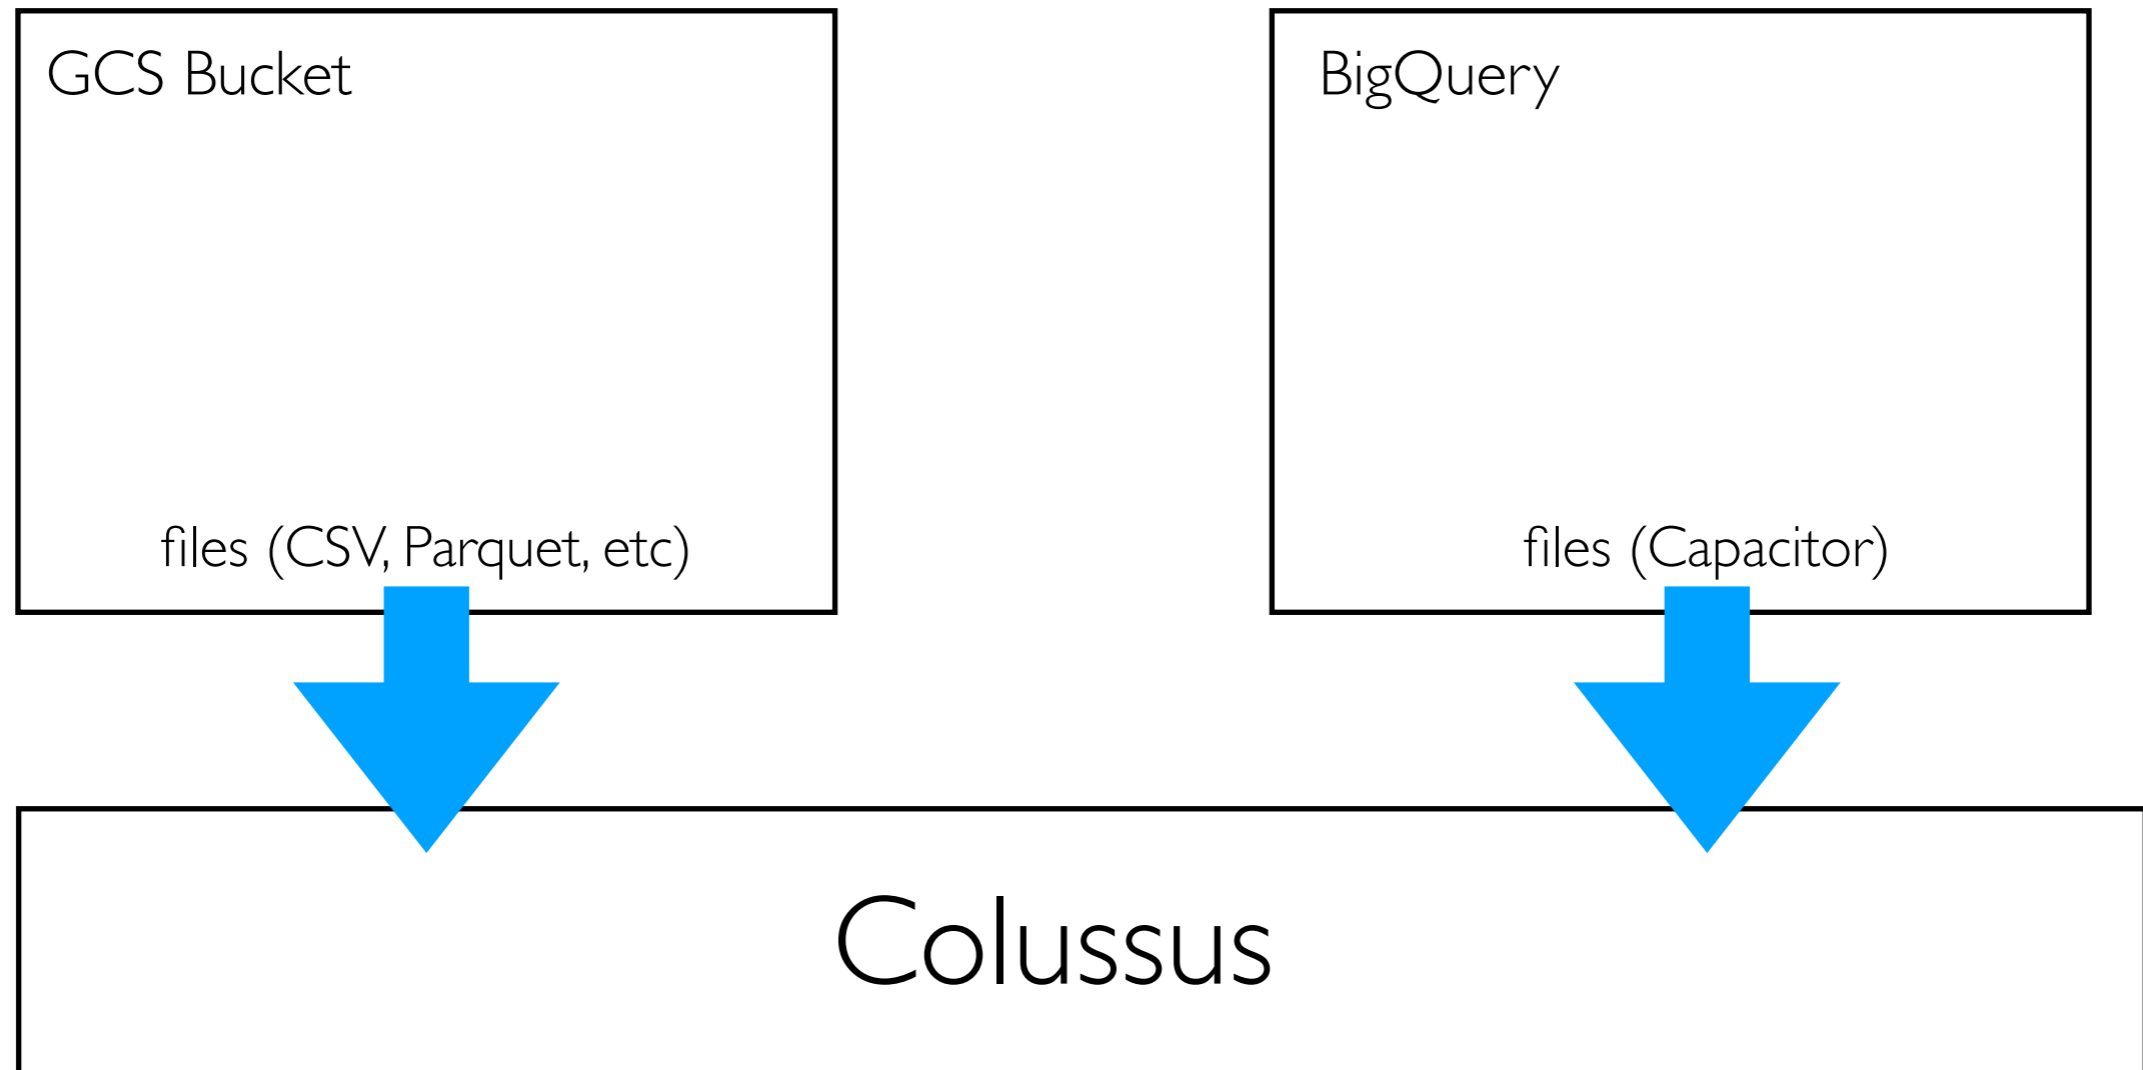 GCS Bucket
BigQuery
files (CSV, Parquet, etc)
files (Capacitor)
Colussus